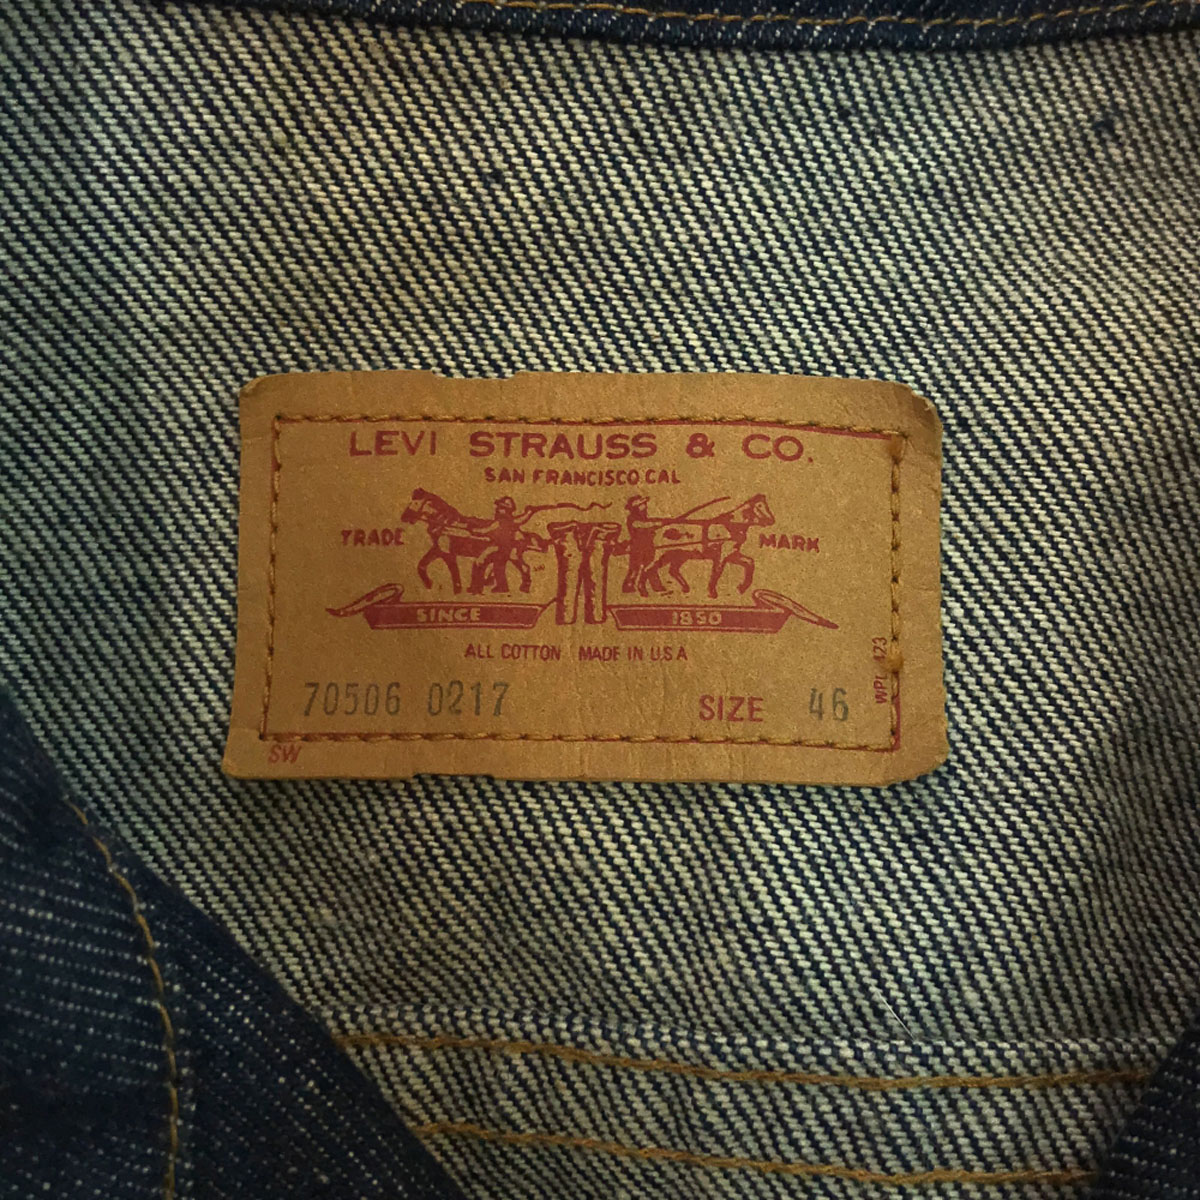 LEVI STRAUSS & CO.
SAN FRANCISCO CAL
TRADE MARK
SINCE 1850
ALL COTTON MADE IN U.S.A
70506 0217 SIZE 46
SW
423